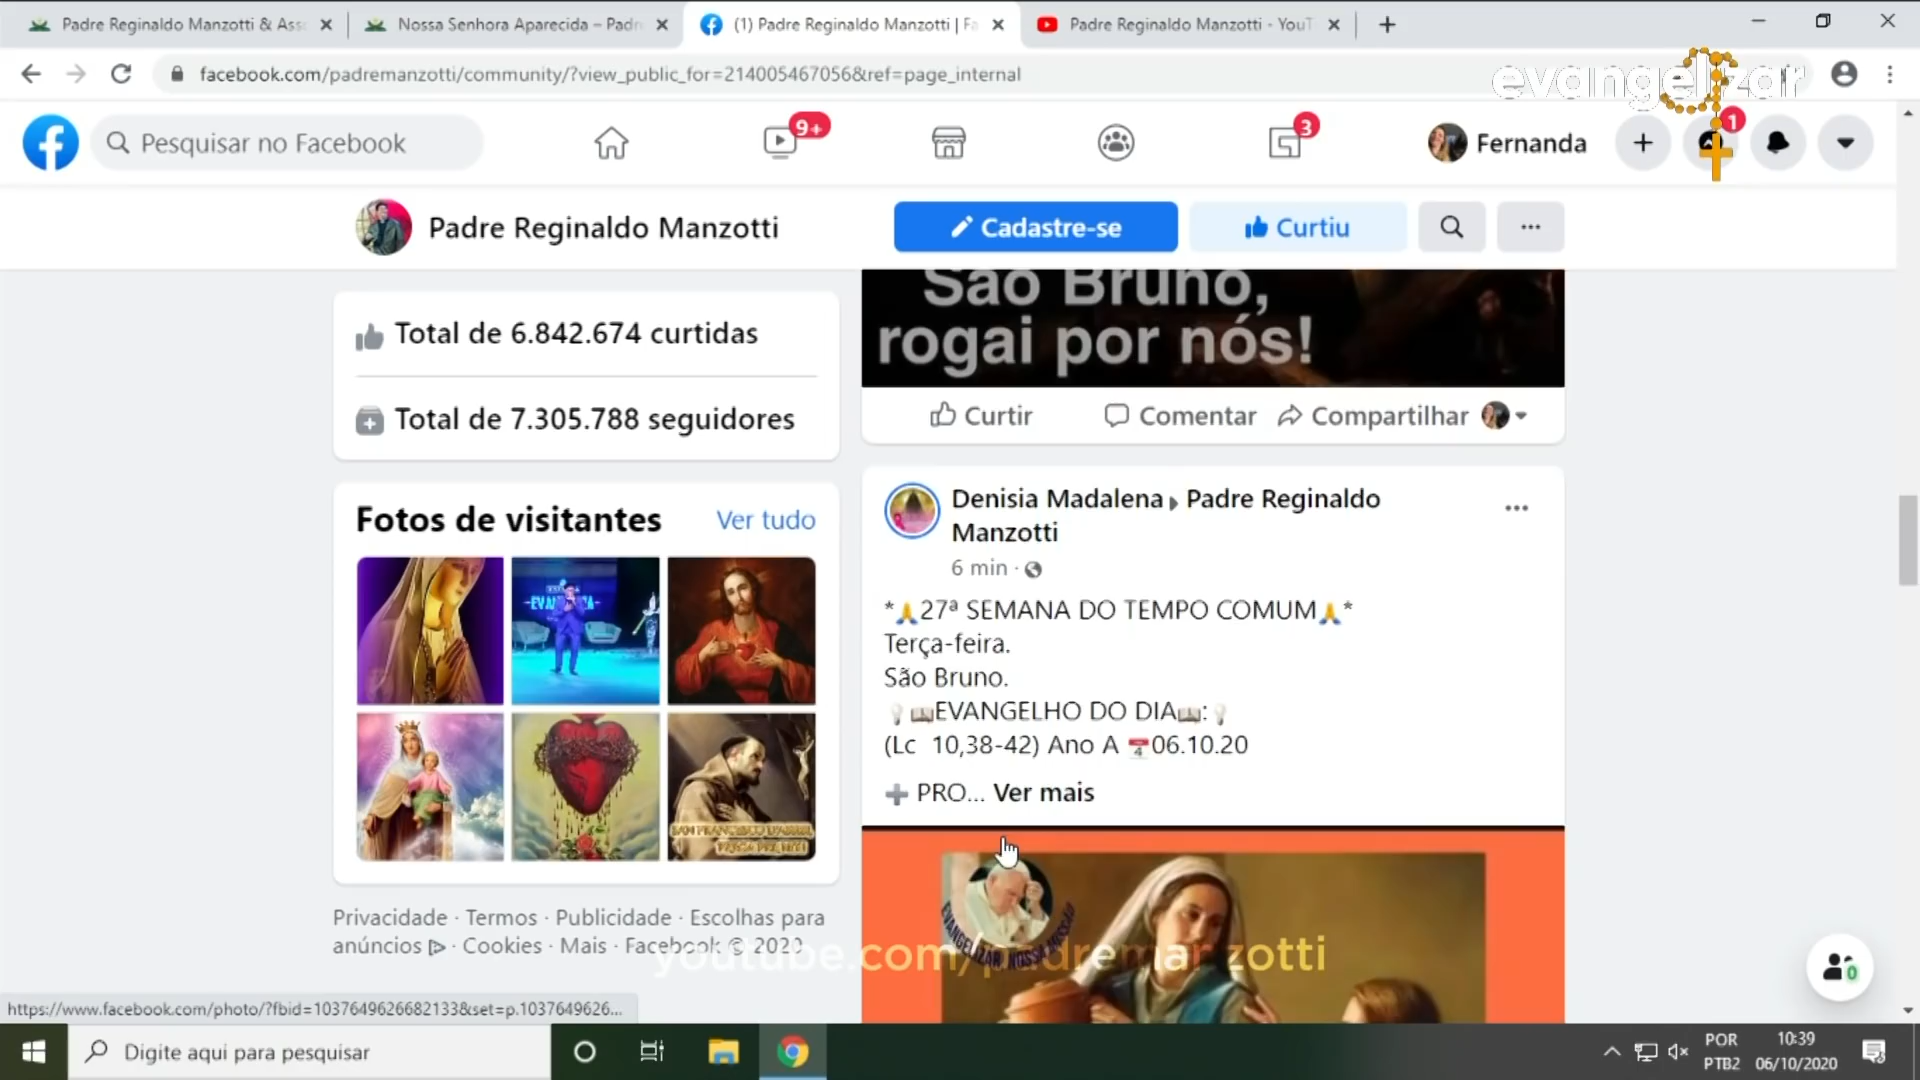 Padre Reginaldo Manzotti & Ass
Nossa Senhora Aparecida – Padr
(1) Padre Reginaldo Manzotti | Fa
Padre Reginaldo Manzotti - YouT
facebook.com/padremanzotti/community/?view_public_for=214005467056&ref=page_internal
evangelizar
Pesquisar no Facebook
9+
3
Fernanda
1
Padre Reginaldo Manzotti
Cadastre-se
Curtiu
São Bruno,
rogai por nós!
Total de 6.842.674 curtidas
Total de 7.305.788 seguidores
Curtir
Comentar
Compartilhar
Fotos de visitantes
Ver tudo
Denisia Madalena ▸ Padre Reginaldo
Manzotti
6 min ·
*🙏27ª SEMANA DO TEMPO COMUM🙏*
Terça-feira.
São Bruno.
💡📖EVANGELHO DO DIA📖:💡
(Lc 10,38-42) Ano A 📅06.10.20
➕ PRO... Ver mais
EVANGELIZAR NOSSA MISSÃO
Privacidade · Termos · Publicidade · Escolhas para
anúncios · Cookies · Mais · Facebook © 2020
0
https://www.facebook.com/photo/?fbid=1037649626682133&set=p.1037649626...
Digite aqui para pesquisar
POR
PTB2
10:39
06/10/2020